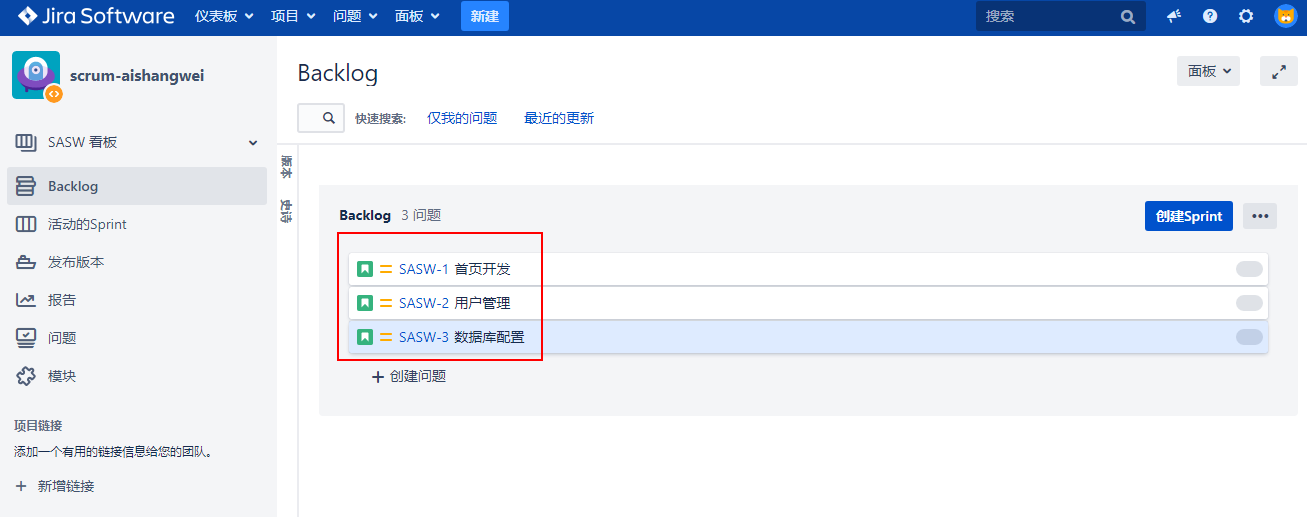 Jira Software 仪表板 项目 问题 面板 新建 搜索
scrum-aishangwei
SASW 看板
Backlog
活动的Sprint
发布版本
报告
问题
模块
项目链接
添加一个有用的链接信息给您的团队。
新增链接
Backlog 面板
快速搜索: 仅我的问题 最近的更新
版本
史诗
Backlog 3 问题 创建Sprint
SASW-1 首页开发
SASW-2 用户管理
SASW-3 数据库配置
创建问题